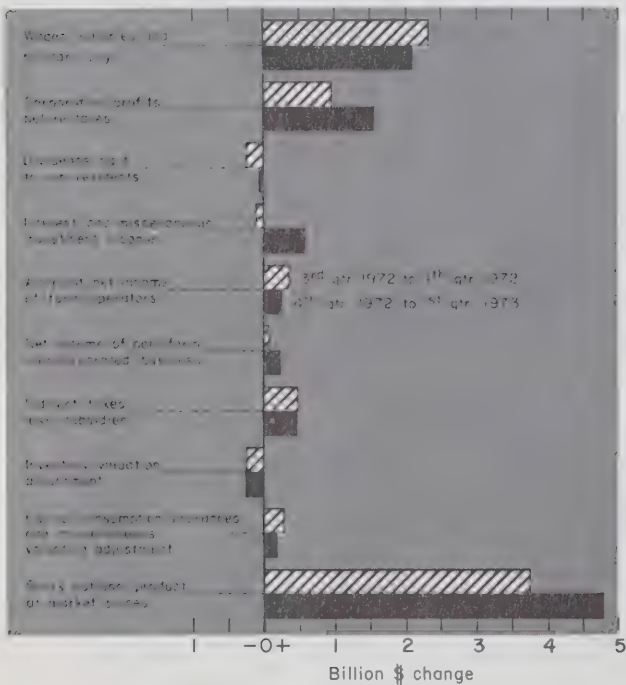 Wages, salaries, and
military pay
Corporation profits
before taxes
Dividends paid
to non-residents
Interest and miscellaneous
investment income
Accrued net income
of farm operators
3rd qtr 1972 to 4th qtr 1972
4th qtr 1972 to 1st qtr 1973
Net income of non-farm
unincorporated business
Indirect taxes
less subsidies
Inventory valuation
adjustment
Capital consumption allowances
and miscellaneous
valuation adjustment
Gross national product
at market prices
1 -0+ 1 2 3 4 5
Billion $ change